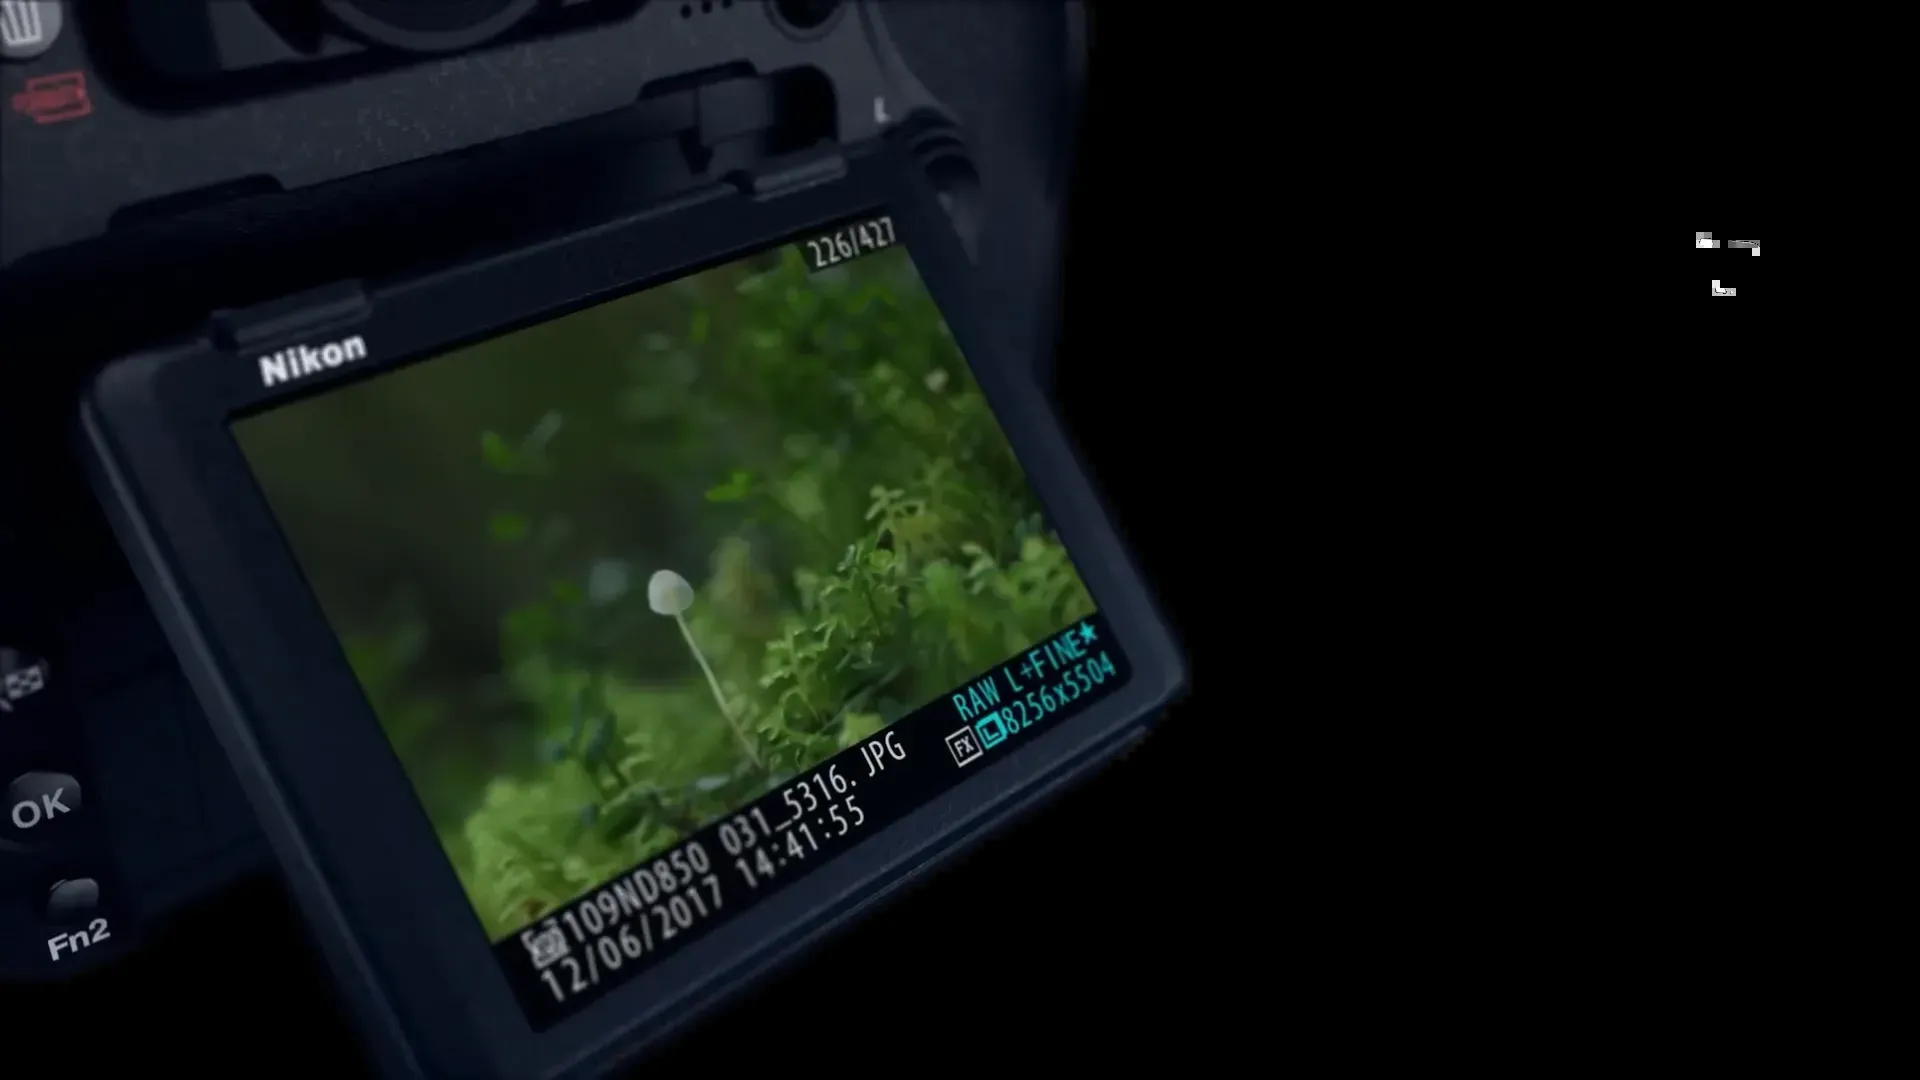 L
226/427
Nikon
RAW L+FINE★
FX L 8256x5504
109ND850 031_5316.JPG
12/06/2017 14:41:55
OK
Fn2